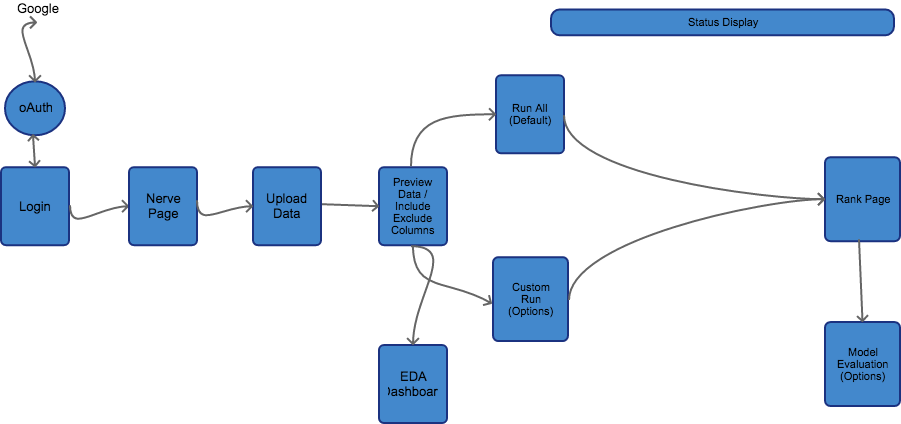 Google
Status Display
oAuth
Run All
(Default)
Login
Nerve
Page
Upload
Data
Preview
Data /
Include
Exclude
Columns
Rank Page
Custom
Run
(Options)
EDA
Dashboar
Model
Evaluation
(Options)